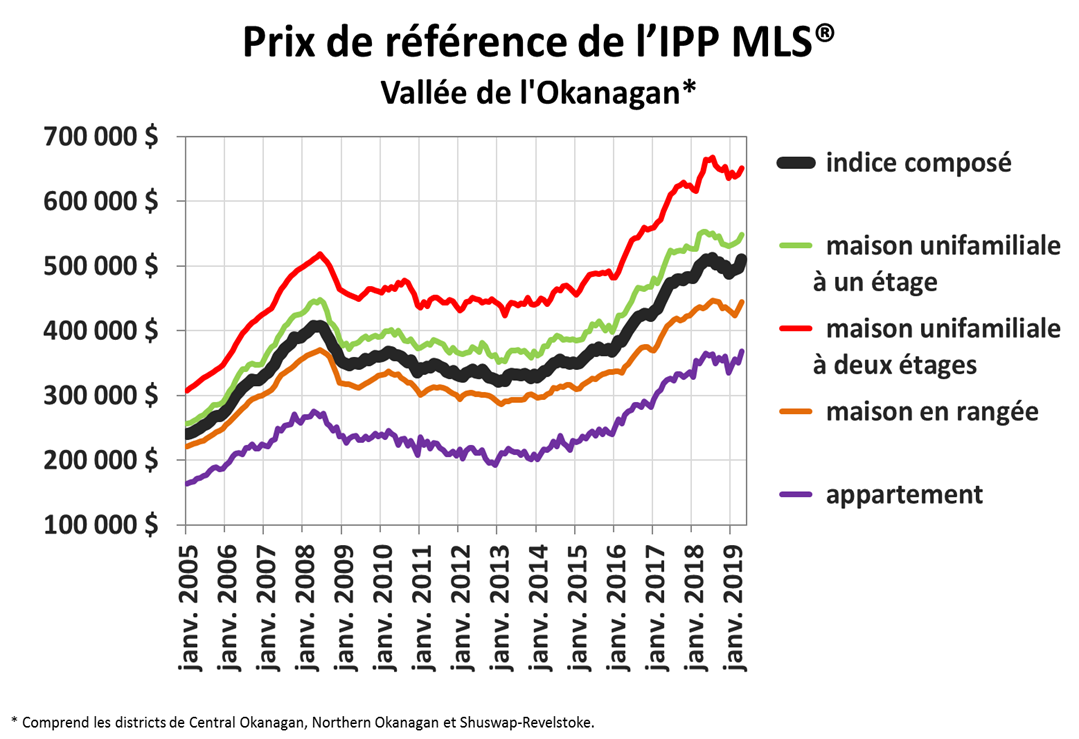 Prix de référence de l’IPP MLS®
Vallée de l'Okanagan*
700 000 $
600 000 $
500 000 $
400 000 $
300 000 $
200 000 $
100 000 $
janv. 2005
janv. 2006
janv. 2007
janv. 2008
janv. 2009
janv. 2010
janv. 2011
janv. 2012
janv. 2013
janv. 2014
janv. 2015
janv. 2016
janv. 2017
janv. 2018
janv. 2019
indice composé
maison unifamiliale
à un étage
maison unifamiliale
à deux étages
maison en rangée
appartement
* Comprend les districts de Central Okanagan, Northern Okanagan et Shuswap-Revelstoke.